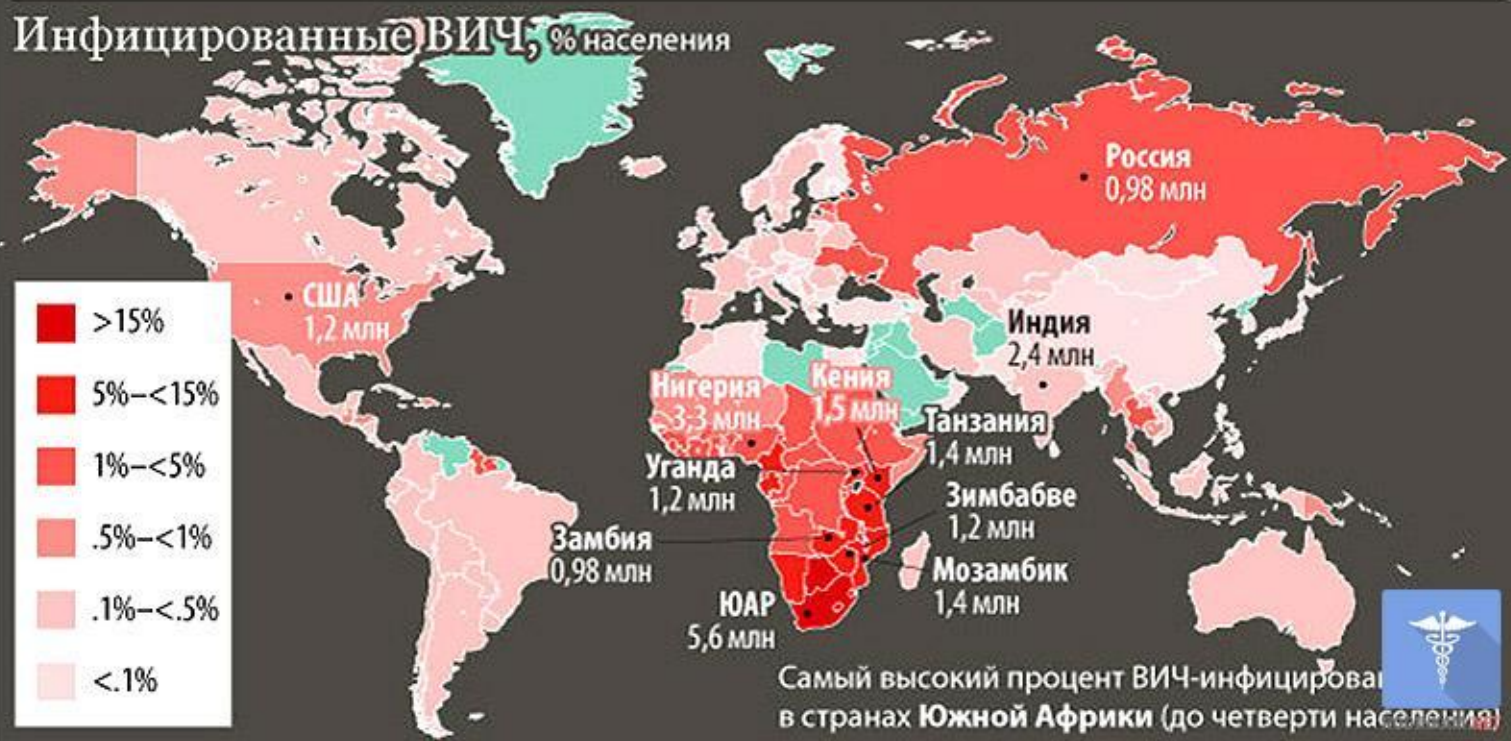 Инфицированные ВИЧ, % населения
Россия
0,98 млн
США
1,2 млн
>15%
5%–<15%
1%–<5%
.5%–<1%
.1%–<.5%
<.1%
Индия
2,4 млн
Нигерия
3,3 млн
Кения
1,5 млн
Танзания
1,4 млн
Уганда
1,2 млн
Зимбабве
1,2 млн
Замбия
0,98 млн
Мозамбик
1,4 млн
ЮАР
5,6 млн
Самый высокий процент ВИЧ-инфицирова
в странах Южной Африки (до четверти населения)